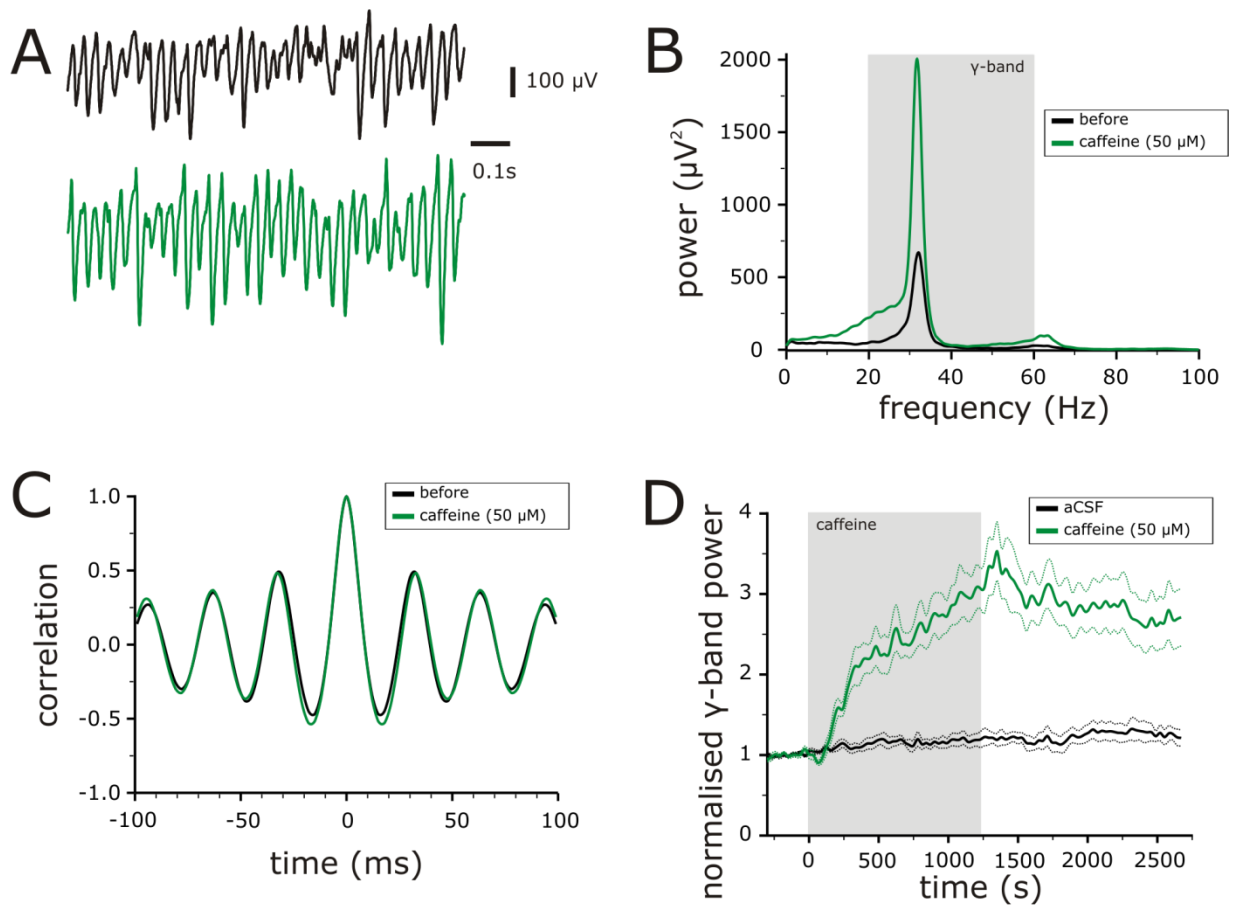 A
100 µV
0.1s
B
power (µV²)
2000
1500
1000
500
0
γ-band
before
caffeine (50 µM)
0 20 40 60 80 100
frequency (Hz)
C
correlation
1.0
0.5
0.0
-0.5
-1.0
before
caffeine (50 µM)
-100 -50 0 50 100
time (ms)
D
normalised γ-band power
4
3
2
1
0
caffeine
aCSF
caffeine (50 µM)
0 500 1000 1500 2000 2500
time (s)